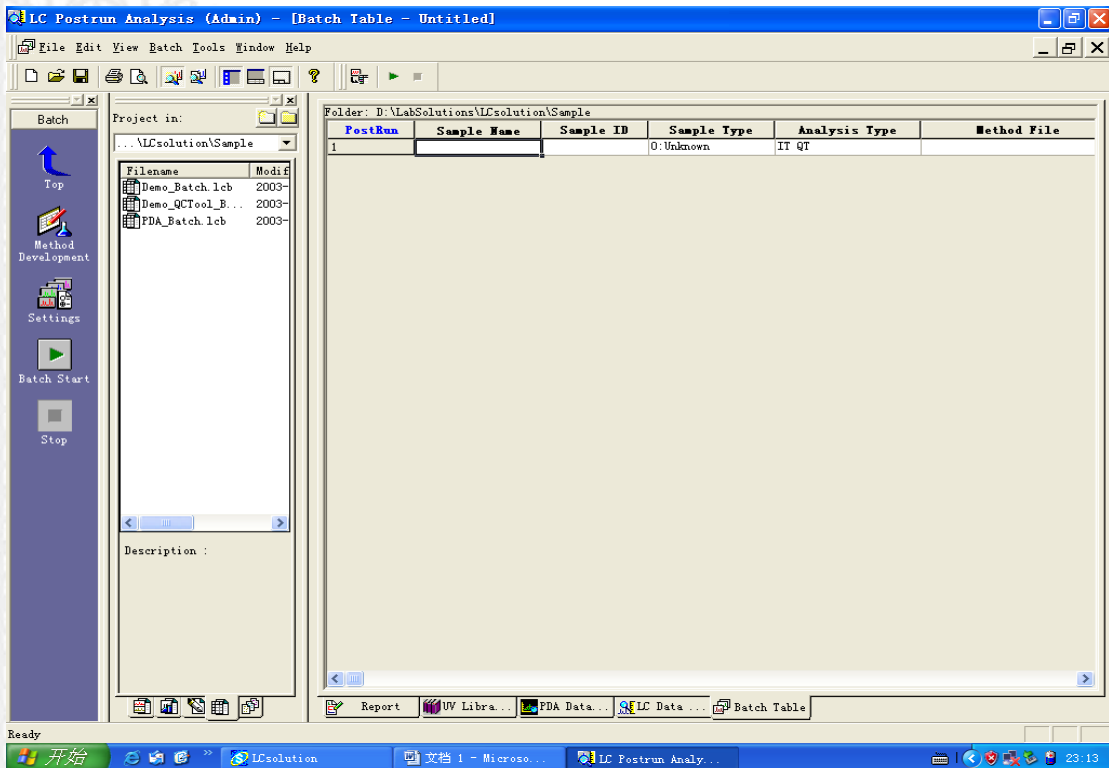 LC Postrun Analysis (Admin) - [Batch Table - Untitled]
File Edit View Batch Tools Window Help
Batch
Top
Method
Development
Settings
Batch Start
Stop
Project in:
...\LCsolution\Sample
Filename Modif
Demo_Batch.lcb 2003-
Demo_QCTool_B... 2003-
PDA_Batch.lcb 2003-
Description :
Folder: D:\LabSolutions\LCsolution\Sample
PostRun Sample Name Sample ID Sample Type Analysis Type Method File
1 0:Unknown IT QT
Report UV Libra... PDA Data... LC Data ... Batch Table
Ready
开始 LCsolution 文档 1 - Microso... LC Postrun Analy... 23:13